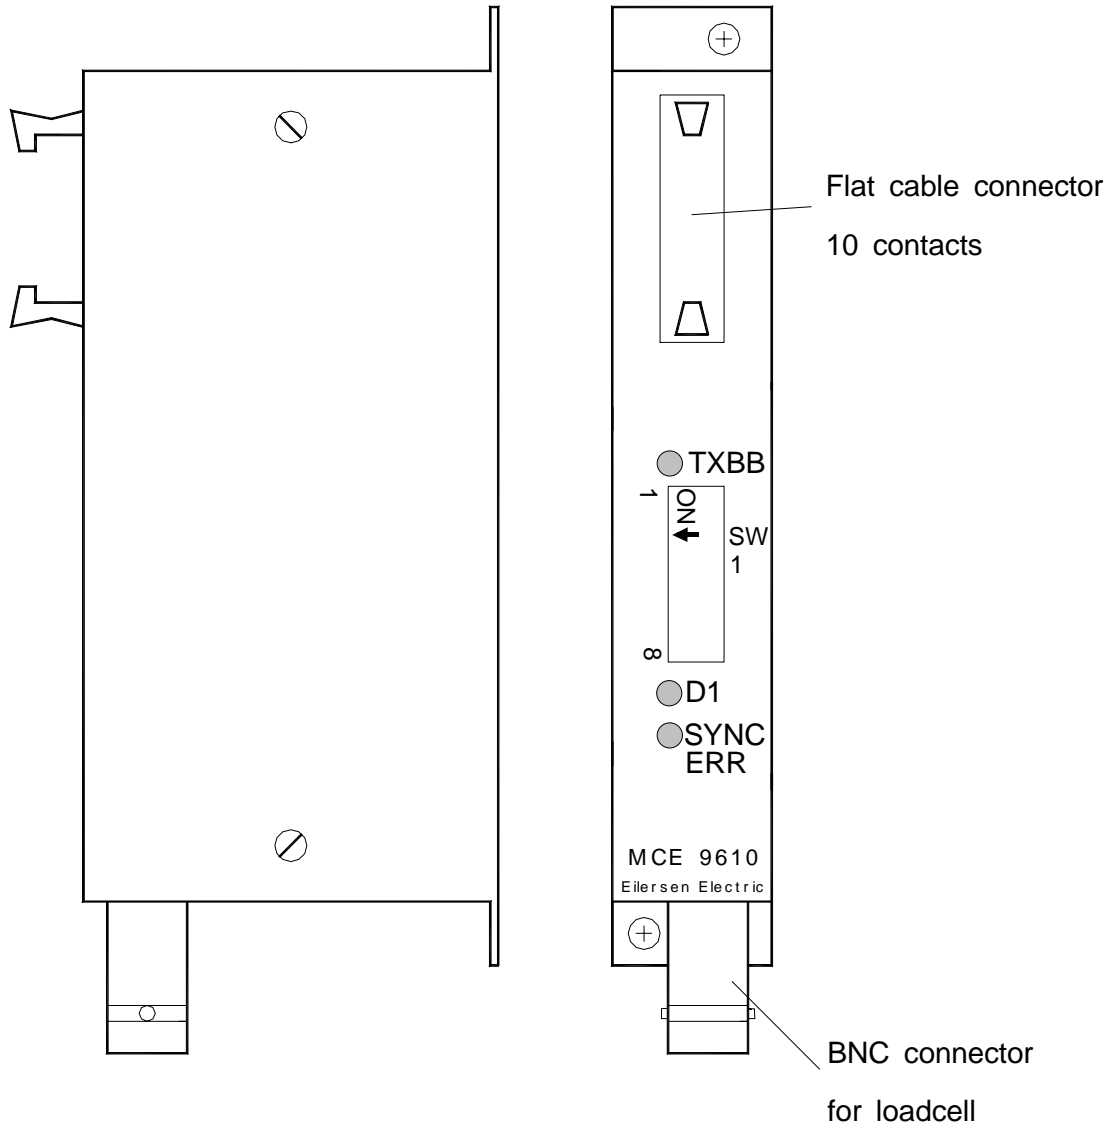 Flat cable connector
10 contacts
TXBB
1
ON
SW
1
8
D1
SYNC
ERR
MCE 9610
Eilersen Electric
BNC connector
for loadcell